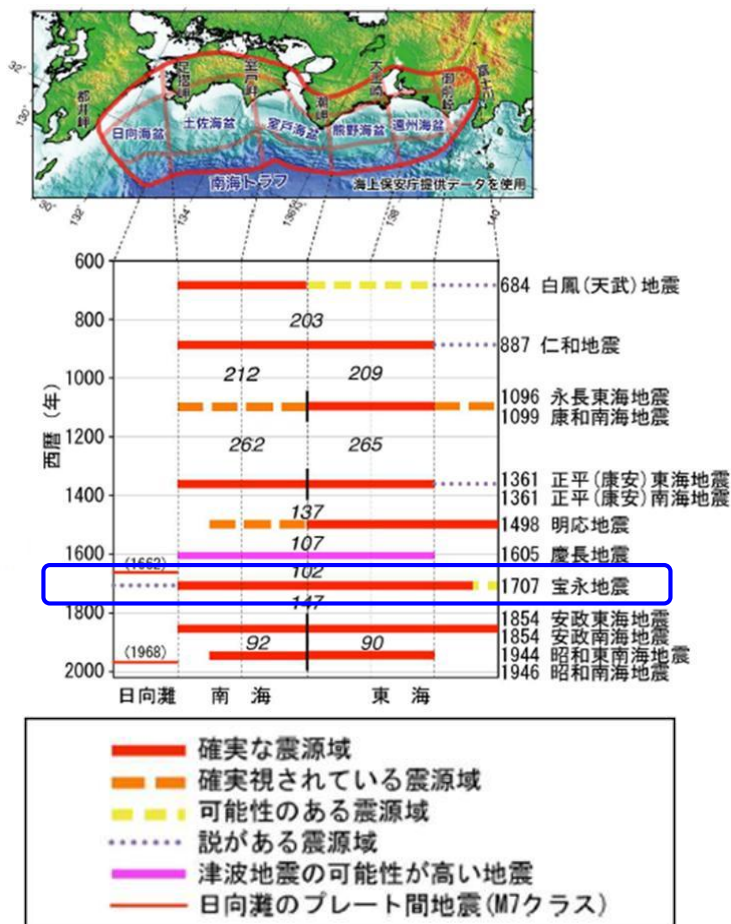 足摺岬
室戸岬
潮岬
大王崎
御前崎
富士川
都井岬
日向海盆
土佐海盆
室戸海盆
熊野海盆
遠州海盆
南海トラフ
海上保安庁提供データを使用
132°
134°
138°
140°
600
684 白鳳(天武)地震
203
800
887 仁和地震
212
209
1000
1096 永長東海地震
1099 康和南海地震
西暦(年)
1200
262
265
1361 正平(康安)東海地震
1361 正平(康安)南海地震
1400
137
1498 明応地震
107
1605 慶長地震
1600
(1662)
102
1707 宝永地震
147
1800
1854 安政東海地震
1854 安政南海地震
92
90
1944 昭和東南海地震
(1968)
1946 昭和南海地震
2000
日向灘
南 海
東 海
確実な震源域
確実視されている震源域
可能性のある震源域
説がある震源域
津波地震の可能性が高い地震
日向灘のプレート間地震(M7クラス)